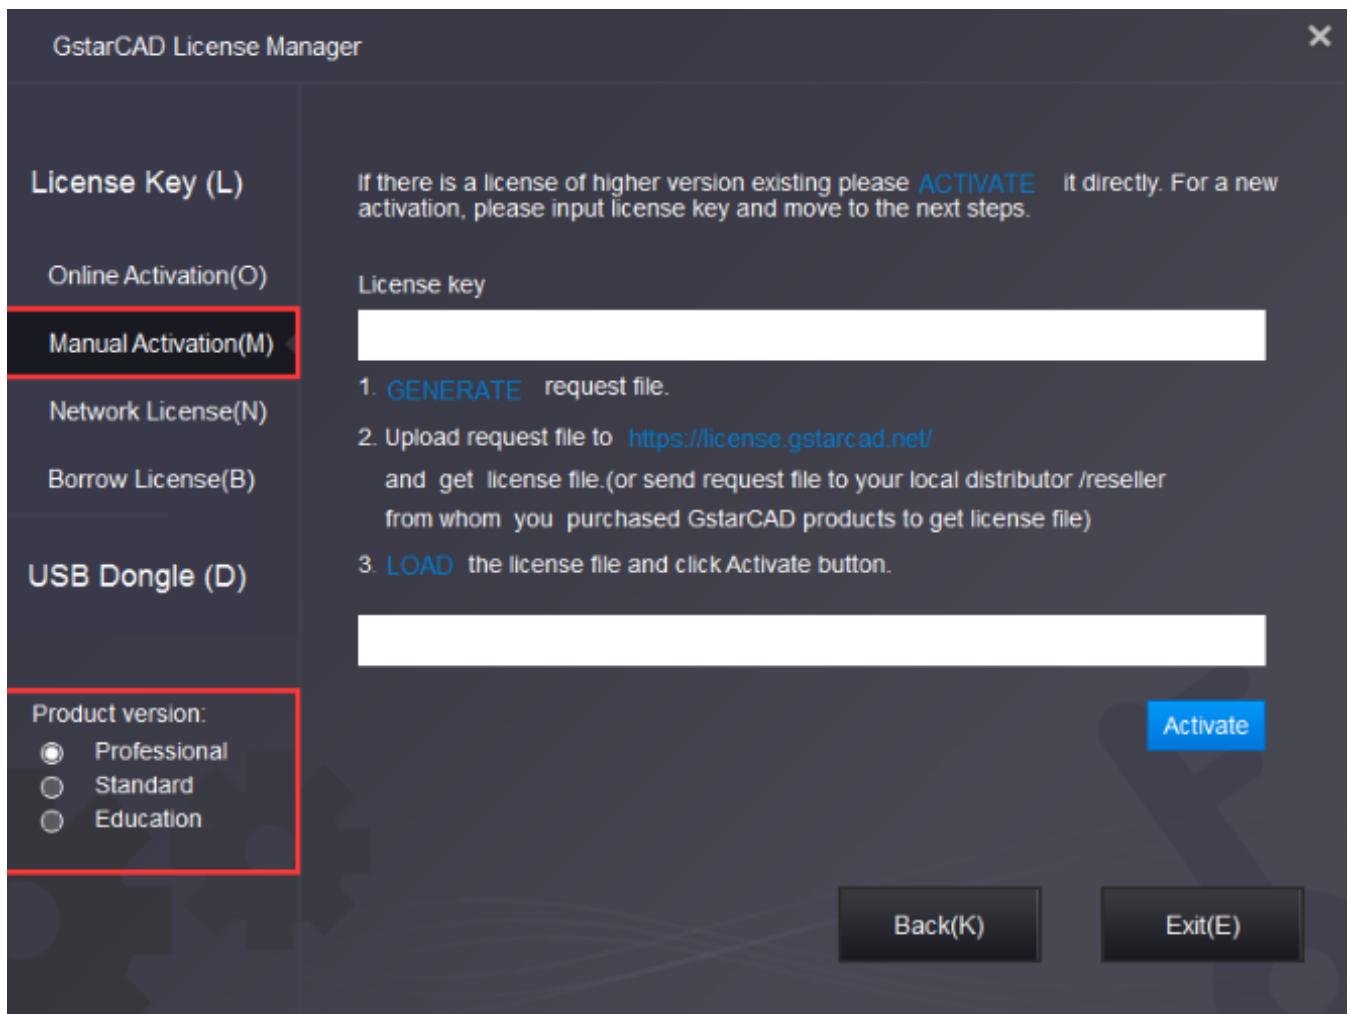 GstarCAD License Manager
License Key (L)
Online Activation(O)
Manual Activation(M)
Network License(N)
Borrow License(B)
USB Dongle (D)
Product version:
Professional
Standard
Education
If there is a license of higher version existing please ACTIVATE it directly. For a new
activation, please input license key and move to the next steps.
License key
1. GENERATE request file.
2. Upload request file to https://license.gstarcad.net/
and get license file.(or send request file to your local distributor /reseller
from whom you purchased GstarCAD products to get license file)
3. LOAD the license file and click Activate button.
Activate
Back(K)
Exit(E)